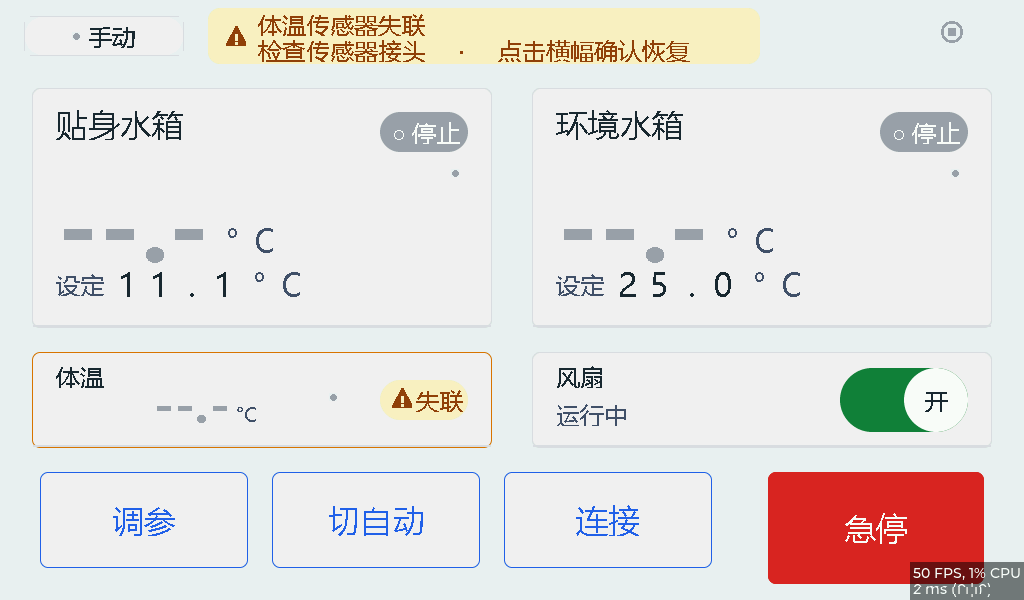 手动
体温传感器失联
检查传感器接头 · 点击横幅确认恢复
贴身水箱
停止
--.- °C
设定 11.1 °C
环境水箱
停止
--.- °C
设定 25.0 °C
体温
--.- °C
失联
风扇
运行中
开
调参
切自动
连接
急停
50 FPS, 1% CPU
2 ms